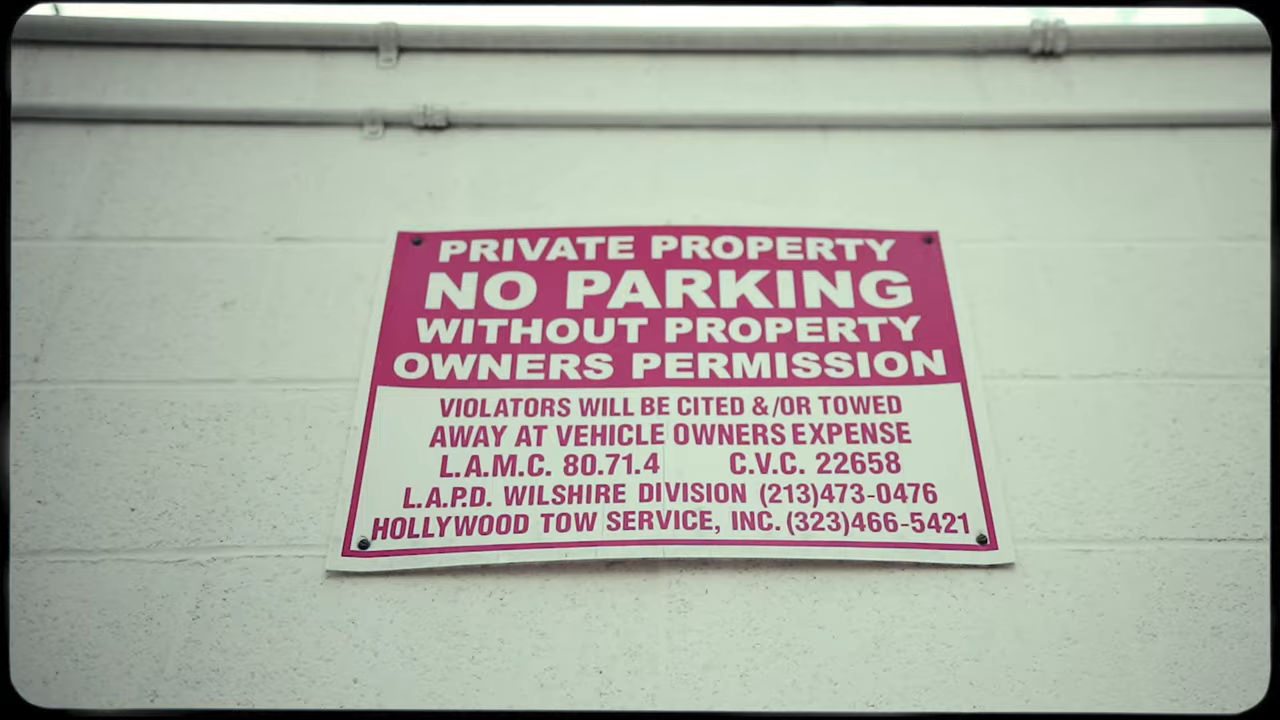 PRIVATE PROPERTY
NO PARKING
WITHOUT PROPERTY
OWNERS PERMISSION
VIOLATORS WILL BE CITED &/OR TOWED
AWAY AT VEHICLE OWNERS EXPENSE
L.A.M.C. 80.71.4 C.V.C. 22658
L.A.P.D. WILSHIRE DIVISION (213)473-0476
HOLLYWOOD TOW SERVICE, INC. (323)466-5421